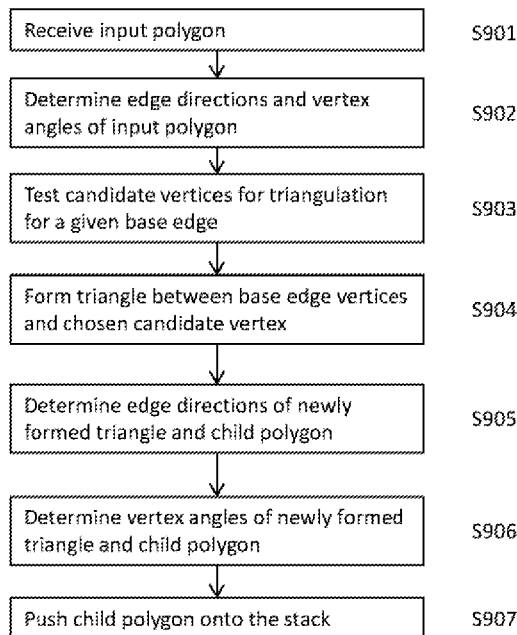 Receive input polygon S901
Determine edge directions and vertex S902
angles of input polygon
Test candidate vertices for triangulation S903
for a given base edge
Form triangle between base edge vertices S904
and chosen candidate vertex
Determine edge directions of newly S905
formed triangle and child polygon
Determine vertex angles of newly formed S906
triangle and child polygon
Push child polygon onto the stack S907